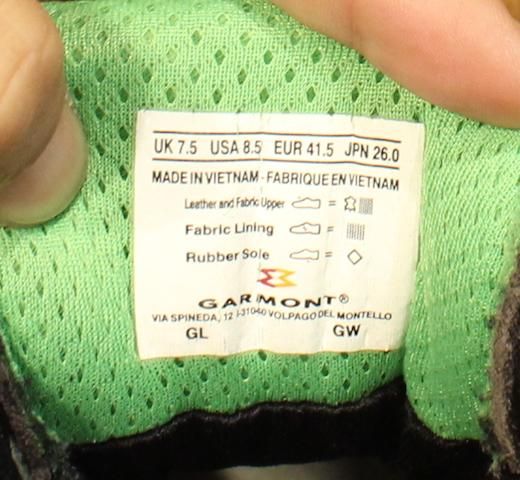 UK 7.5 USA 8.5 EUR 41.5 JPN 26.0
MADE IN VIETNAM - FABRIQUE EN VIETNAM
Leather and Fabric Upper =
Fabric Lining =
Rubber Sole =
GARMONT®
VIA SPINEDA, 12 I-31040 VOLPAGO DEL MONTELLO
GL GW